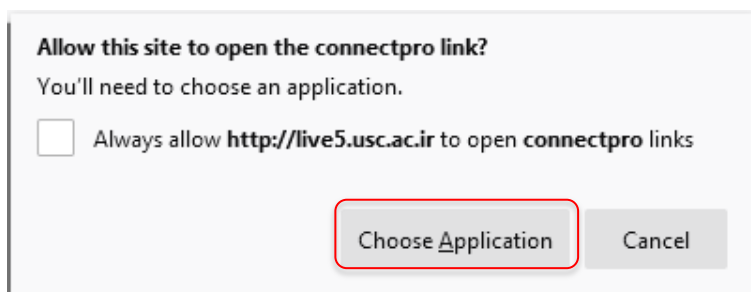 Allow this site to open the connectpro link?
You'll need to choose an application.
Always allow http://live5.usc.ac.ir to open connectpro links
Choose Application
Cancel